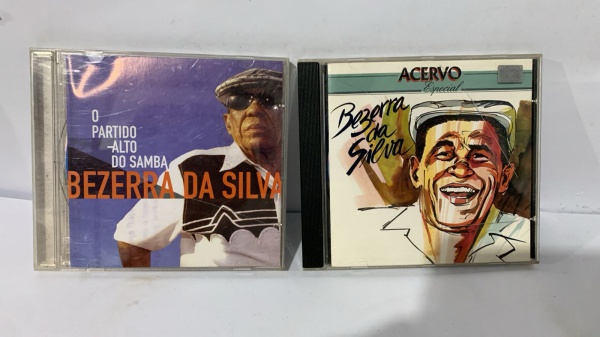 O
PARTIDO
-ALTO
DO SAMBA
BEZERRA DA SILVA
ACERVO
Especial
Bezerra
da
Silva